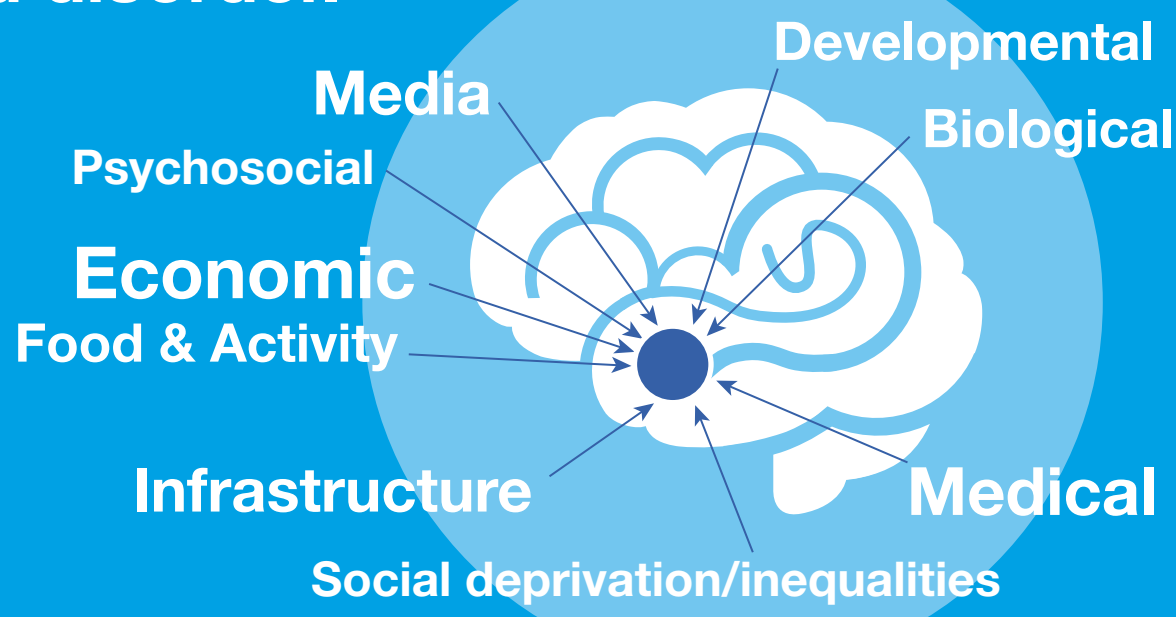 Developmental
Media
Biological
Psychosocial
Economic
Food & Activity
Infrastructure
Medical
Social deprivation/inequalities